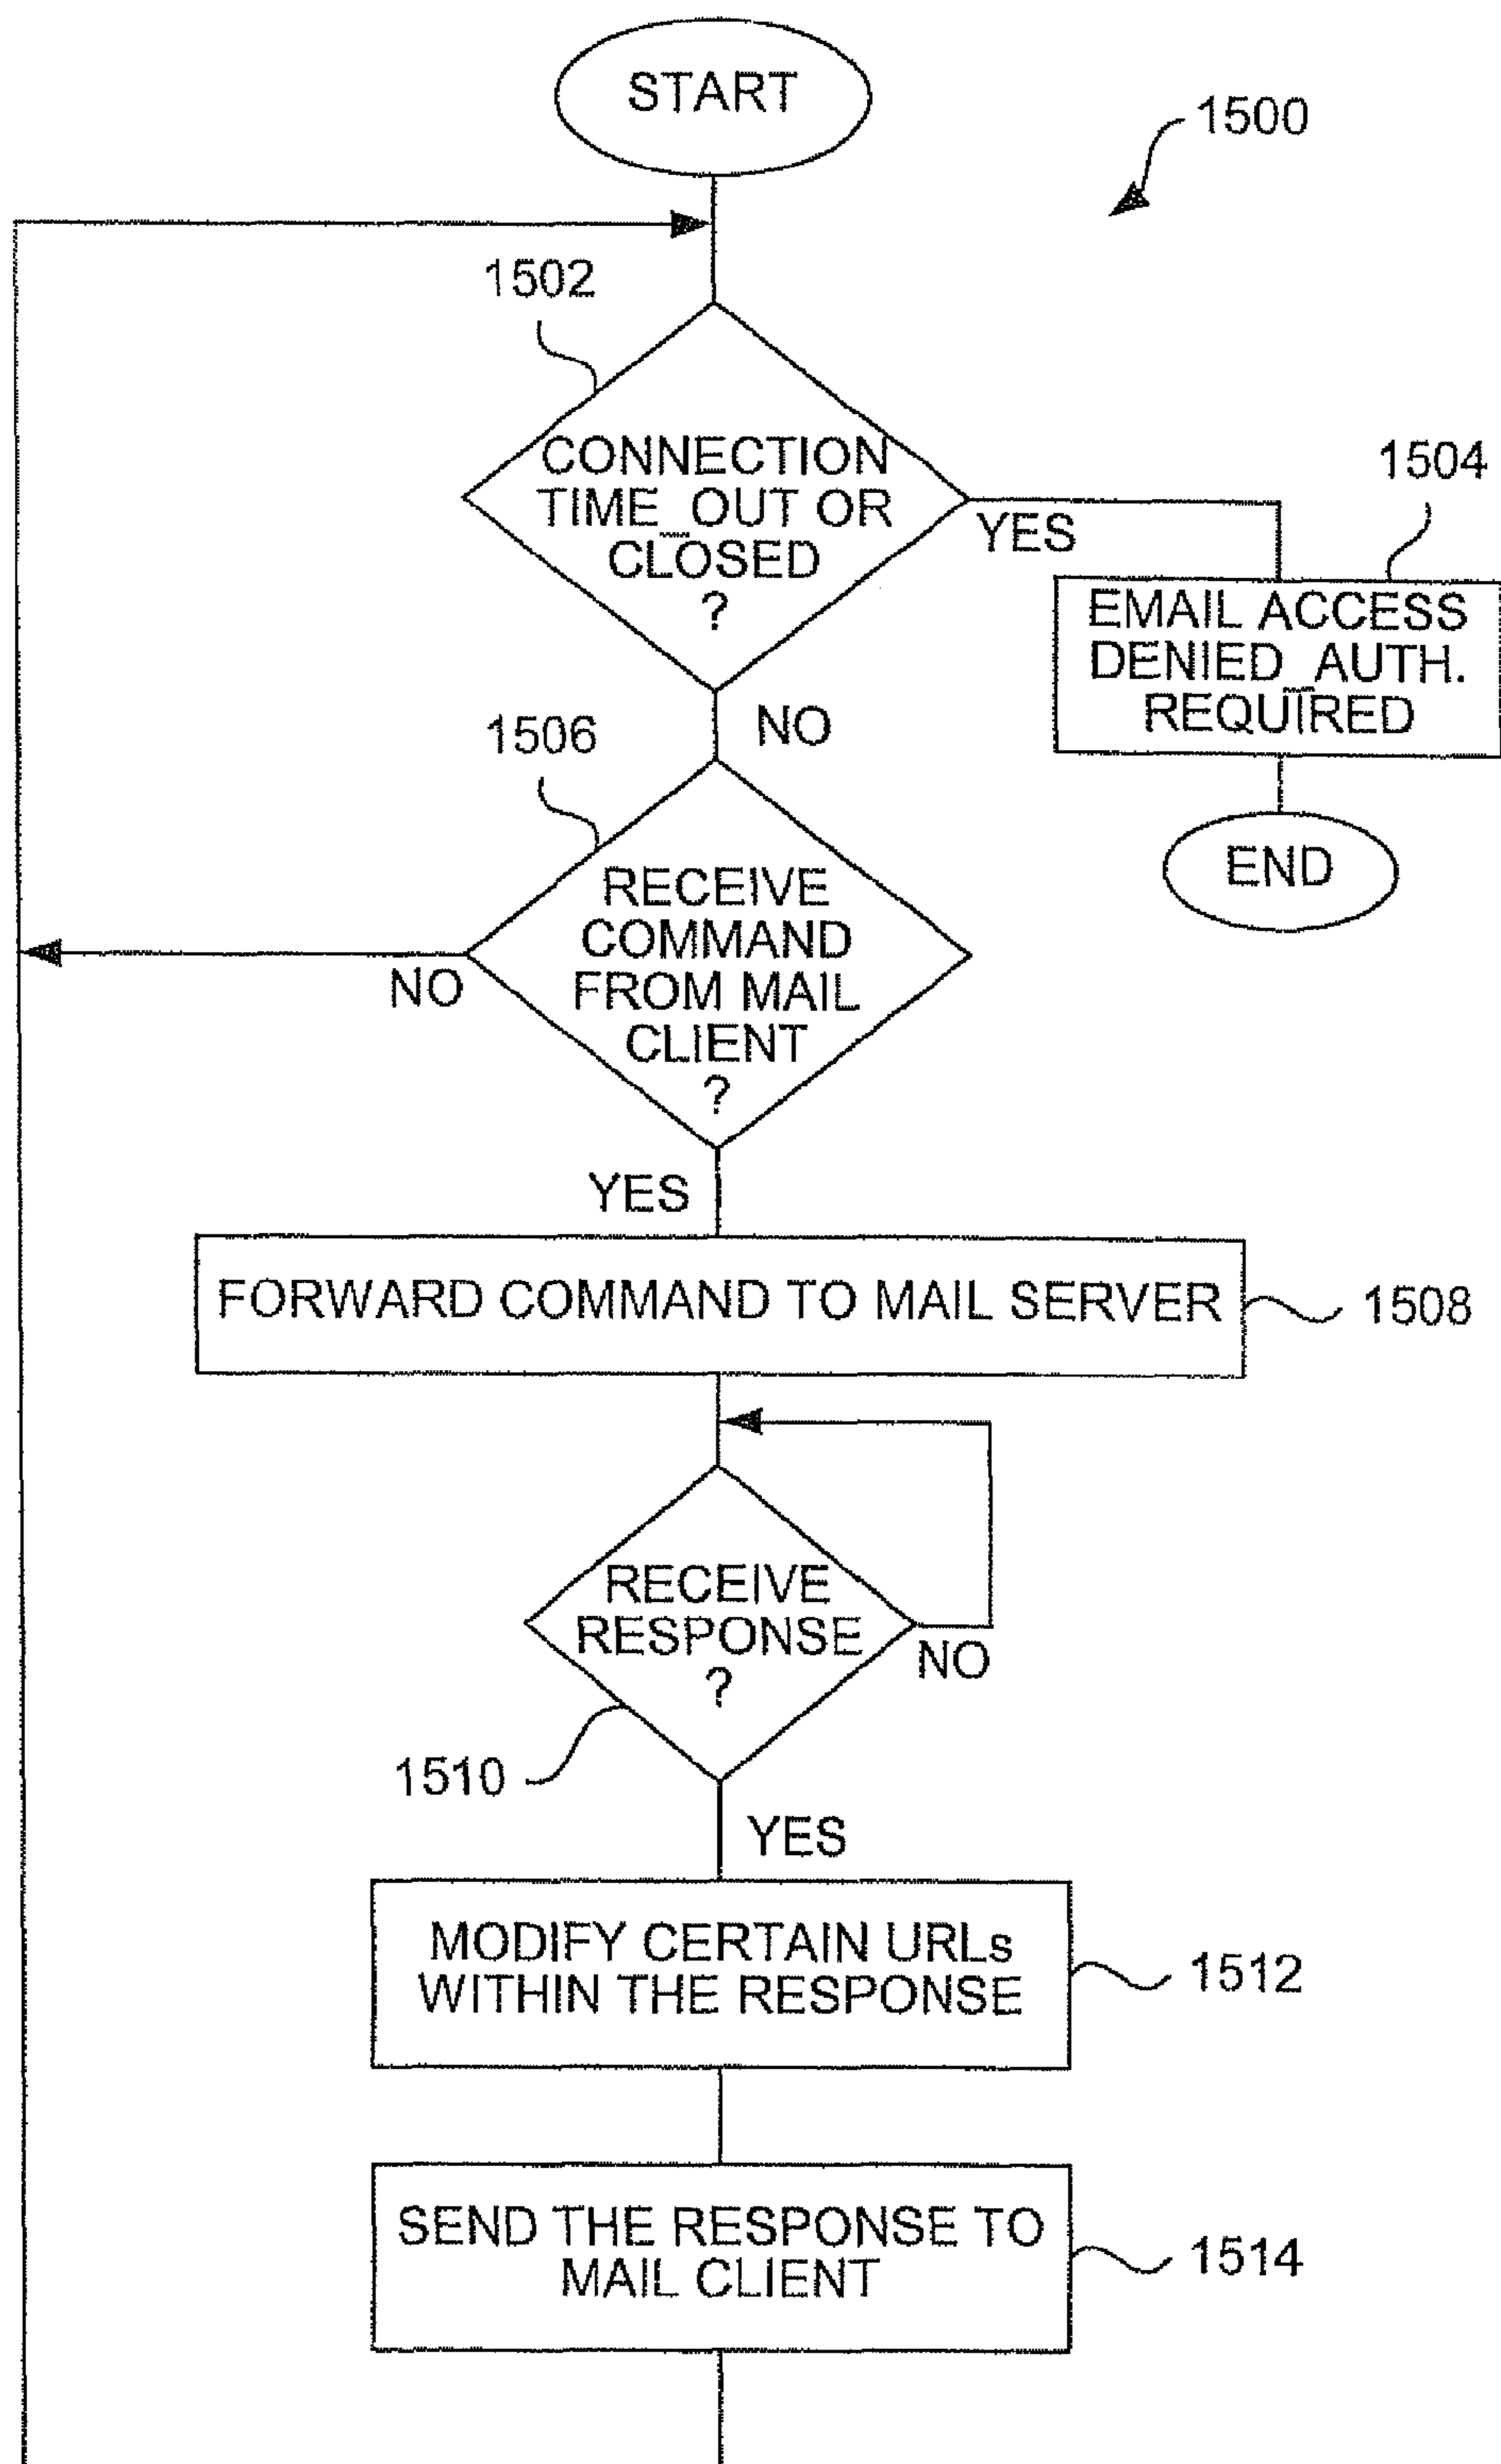 START
1500
1502
CONNECTION
TIME_OUT OR
CLOSED
?
YES
1504
EMAIL ACCESS
DENIED_AUTH.
REQUIRED
END
NO
1506
RECEIVE
COMMAND
FROM MAIL
CLIENT
?
NO
YES
FORWARD COMMAND TO MAIL SERVER
1508
RECEIVE
RESPONSE
?
NO
1510
YES
MODIFY CERTAIN URLs
WITHIN THE RESPONSE
1512
SEND THE RESPONSE TO
MAIL CLIENT
1514